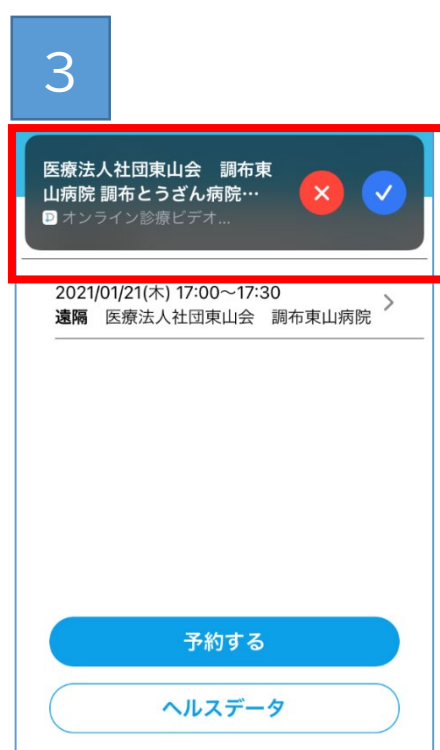 3
医療法人社団東山会　調布東
山病院 調布とうざん病院…
オンライン診療ビデオ...
2021/01/21(木) 17:00～17:30
遠隔　医療法人社団東山会　調布東山病院
予約する
ヘルスデータ